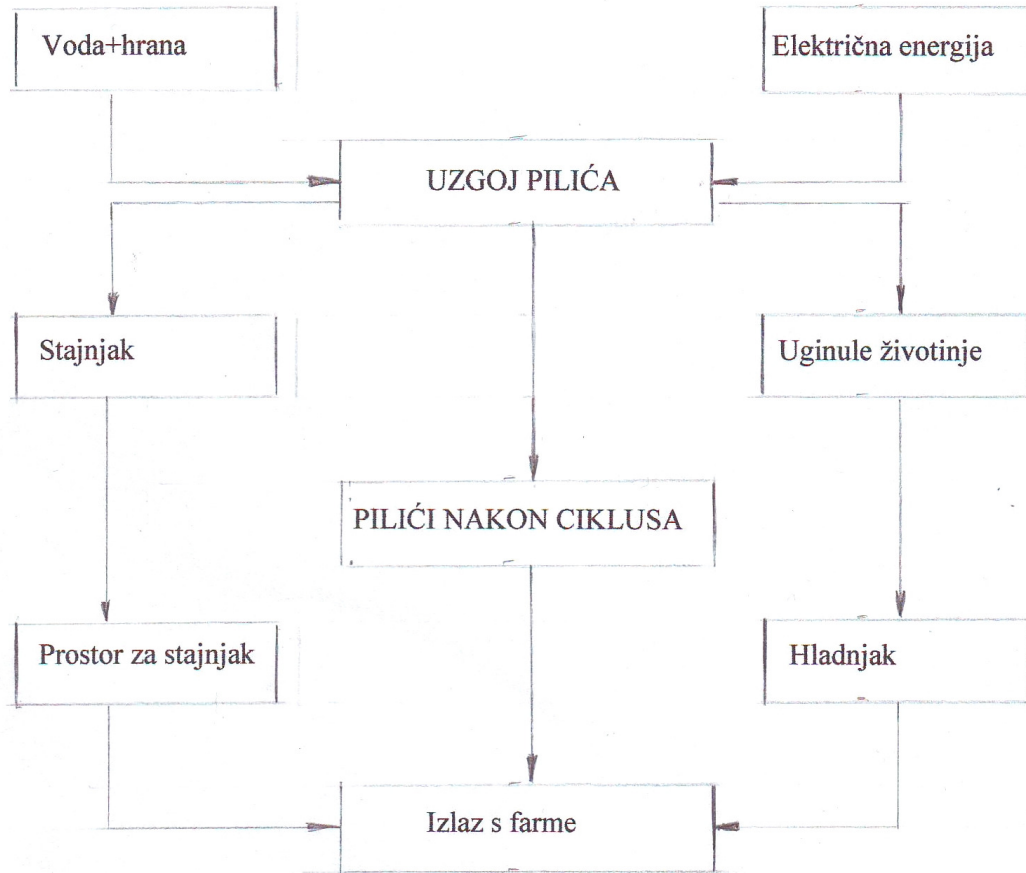 Voda+hrana
Električna energija
UZGOJ PILIĆA
Stajnjak
Uginule životinje
PILIĆI NAKON CIKLUSA
Prostor za stajnjak
Hladnjak
Izlaz s farme